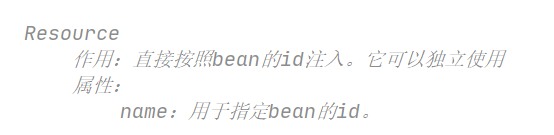 Resource
作用：直接按照bean的id注入。它可以独立使用
属性：
name：用于指定bean的id。